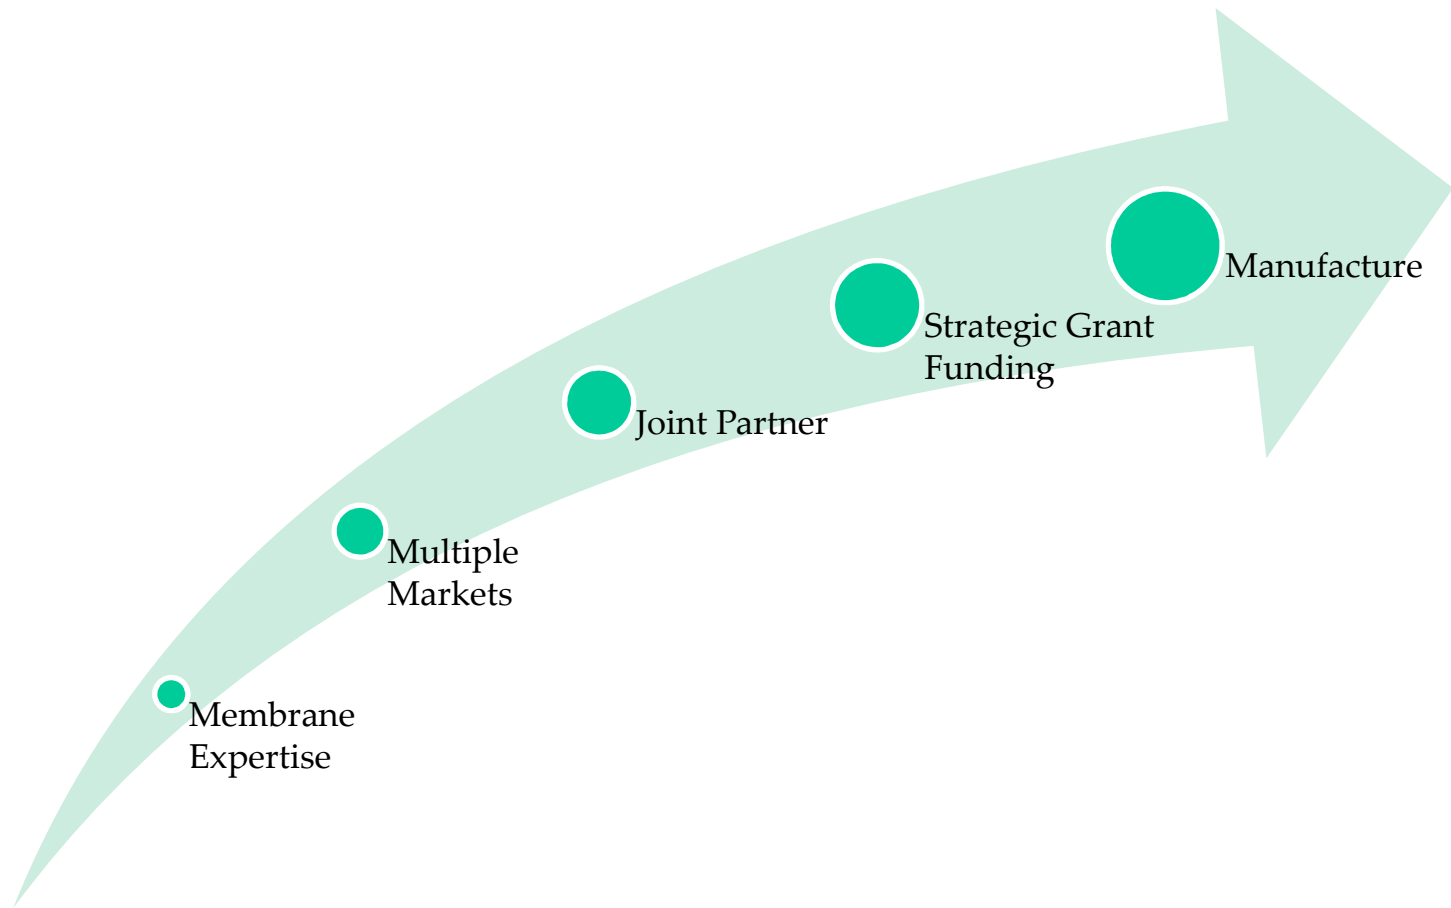 Manufacture
Strategic Grant
Funding
Joint Partner
Multiple
Markets
Membrane
Expertise